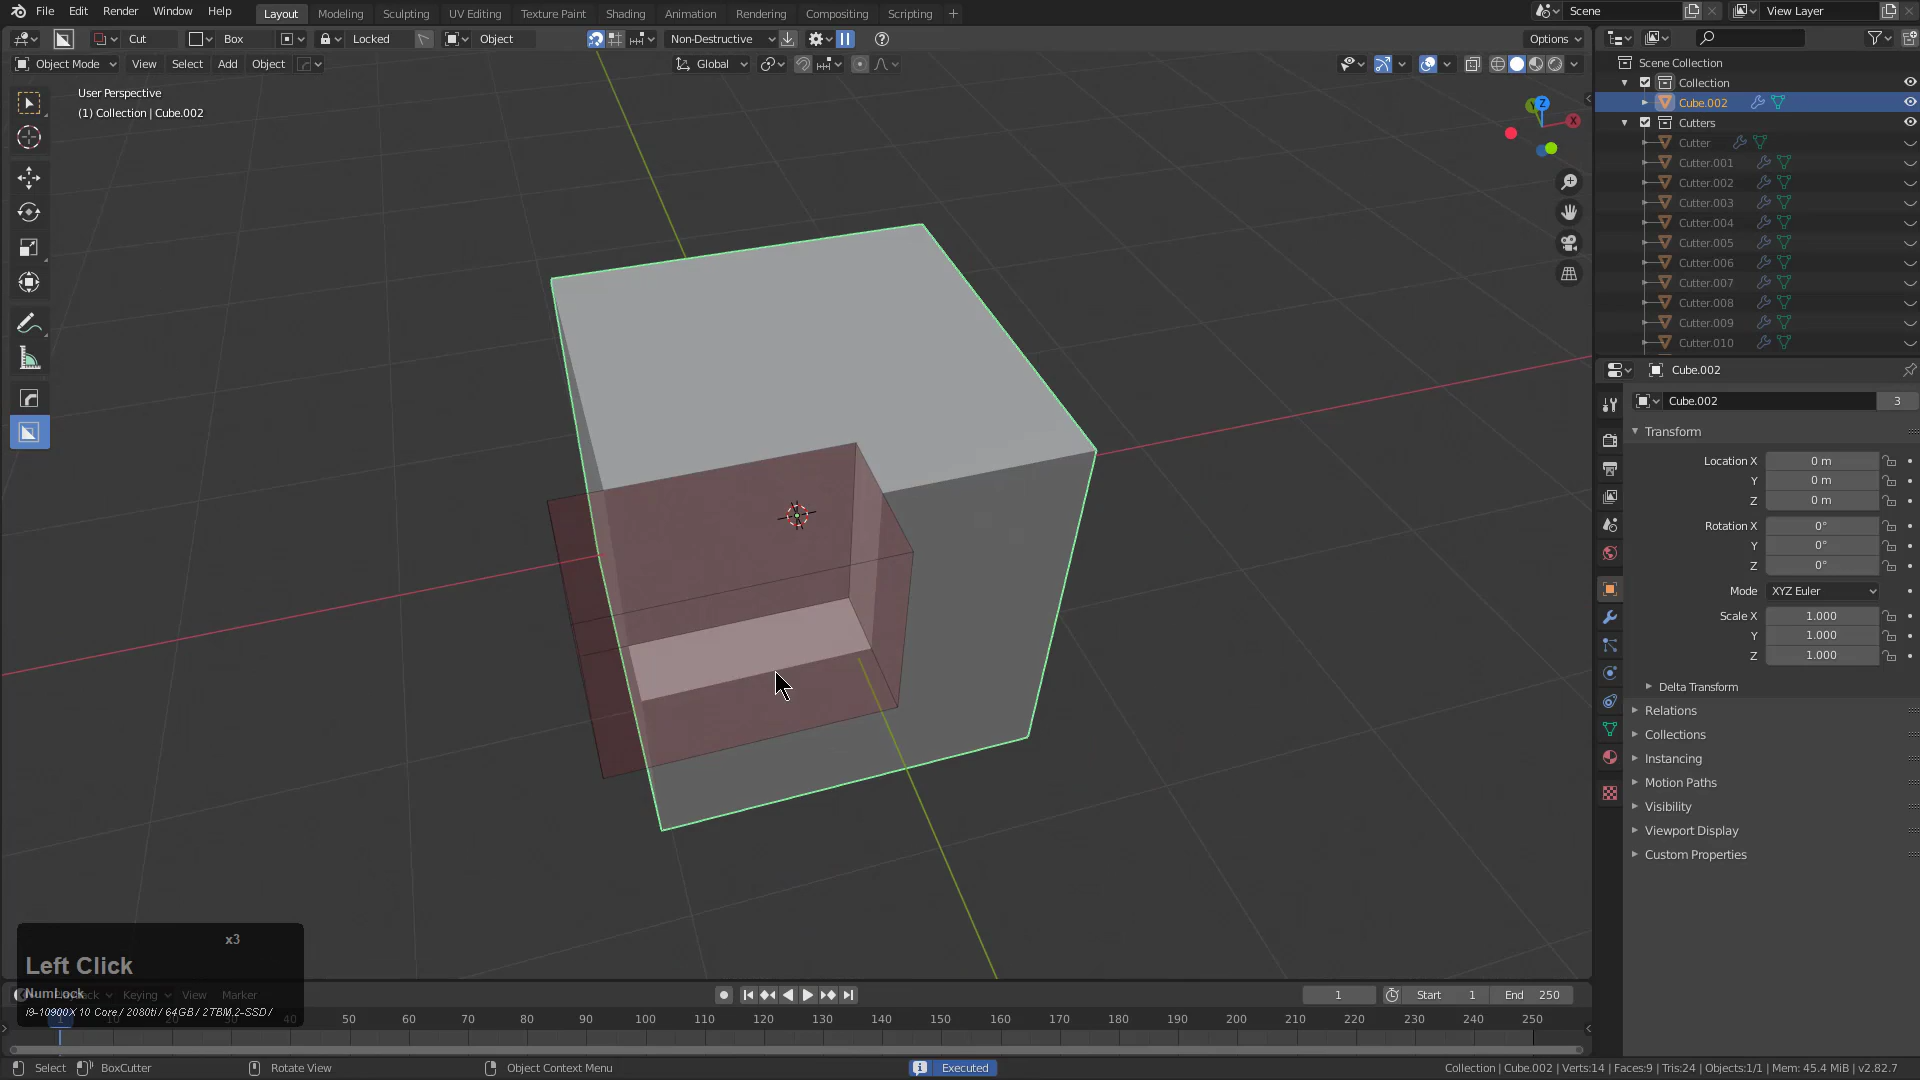 File Edit Render Window Help Layout Modeling Sculpting UV Editing Texture Paint Shading Animation Rendering Compositing Scripting + Scene View Layer
Cut Box Locked Object Non-Destructive Options
Object Mode View Select Add Object Global
User Perspective
(1) Collection | Cube.002
Z
Y
X
Scene Collection
Collection
Cube.002
Cutters
Cutter
Cutter.001
Cutter.002
Cutter.003
Cutter.004
Cutter.005
Cutter.006
Cutter.007
Cutter.008
Cutter.009
Cutter.010
Cube.002
Cube.002 3
Transform
Location X 0 m
Y 0 m
Z 0 m
Rotation X 0°
Y 0°
Z 0°
Mode XYZ Euler
Scale X 1.000
Y 1.000
Z 1.000
Delta Transform
Relations
Collections
Instancing
Motion Paths
Visibility
Viewport Display
Custom Properties
x3
Left Click
NumLock
i9-10900X 10 Core / 2080ti / 64GB / 2TBM.2-SSD /
Keying View Marker 1 Start 1 End 250
1 40 50 60 70 80 90 100 110 120 130 140 150 160 170 180 190 200 210 220 230 240 250
Select BoxCutter Rotate View Object Context Menu Executed Collection | Cube.002 | Verts:14 | Faces:9 | Tris:24 | Objects:1/1 | Mem: 45.4 MiB | v2.82.7